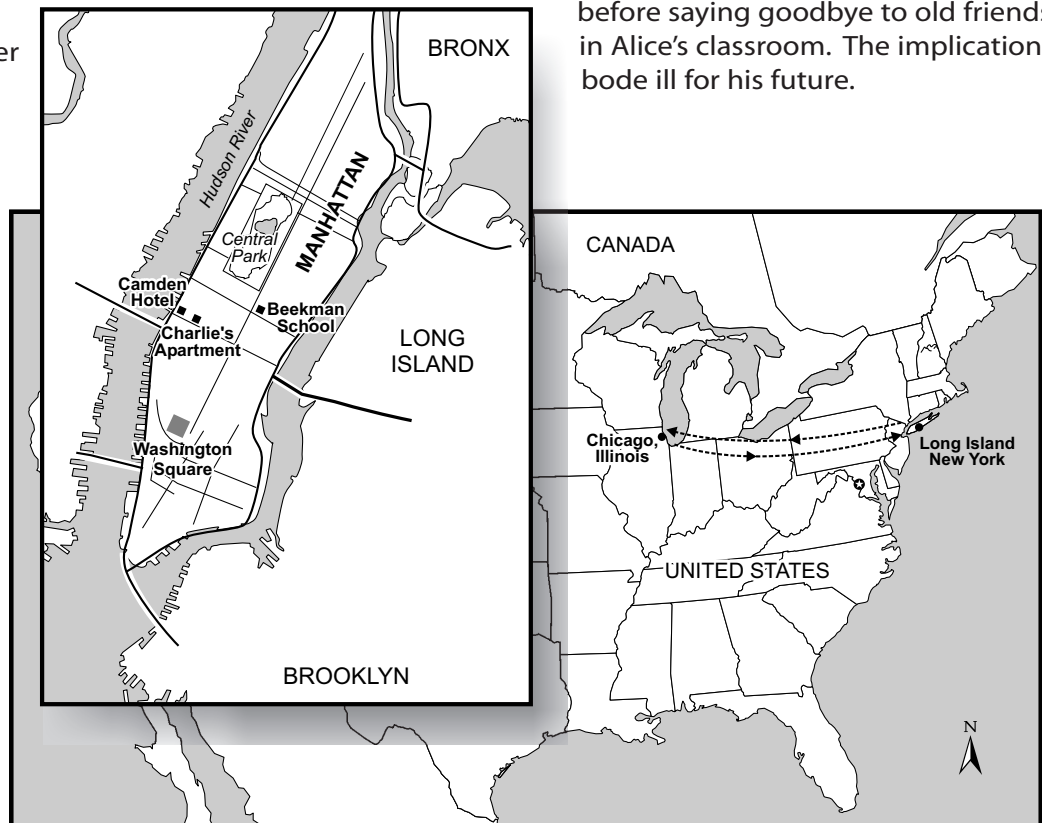 er
before saying goodbye to old friends
in Alice’s classroom. The implication
bode ill for his future.
BRONX
Hudson River
MANHATTAN
Central
Park
Camden
Hotel
Charlie's
Apartment
Beekman
School
LONG
ISLAND
Washington
Square
BROOKLYN
CANADA
Chicago,
Illinois
Long Island
New York
UNITED STATES
N